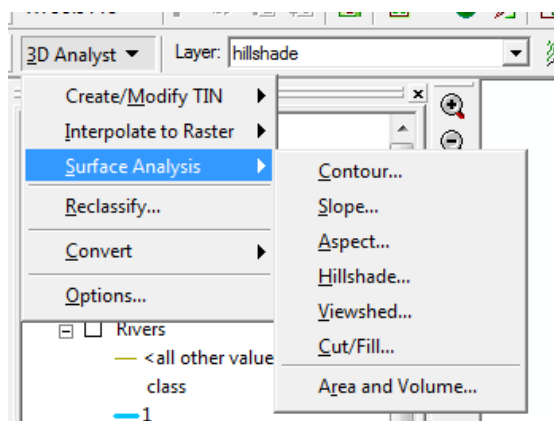 3D Analyst Layer: hillshade
Create/Modify TIN
Interpolate to Raster
Surface Analysis
Contour...
Slope...
Reclassify...
Aspect...
Convert
Hillshade...
Options...
Viewshed...
Rivers
Cut/Fill...
<all other value
class
Area and Volume...
1